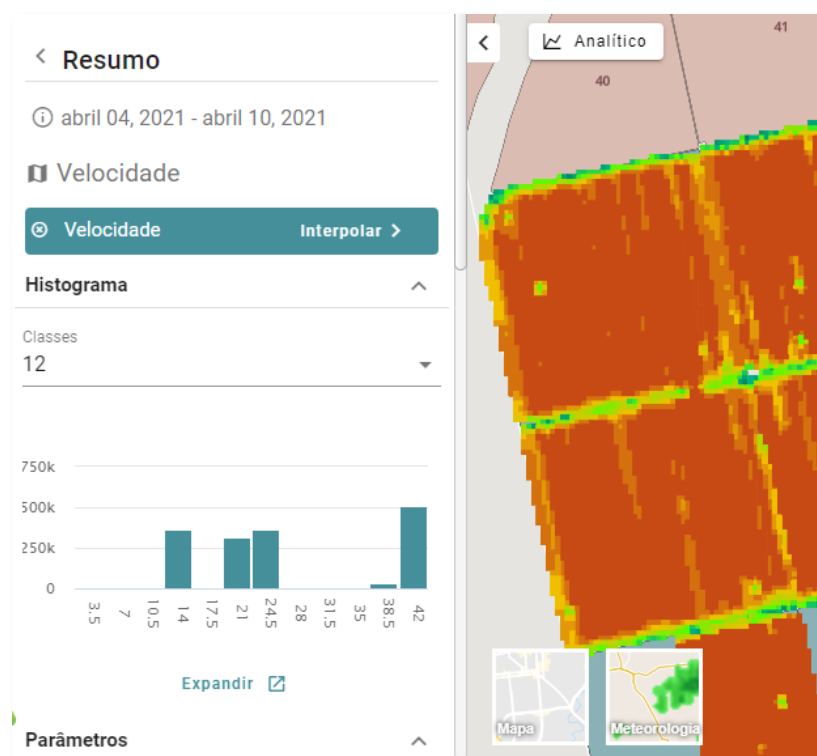 Resumo
abril 04, 2021 - abril 10, 2021
Velocidade
Velocidade Interpolar
Histograma
Classes
12
750k
500k
250k
0
3.5 7 10.5 14 17.5 21 24.5 28 31.5 35 38.5 42
Expandir
Parâmetros
Analítico
41
40
Mapa
Meteorologia